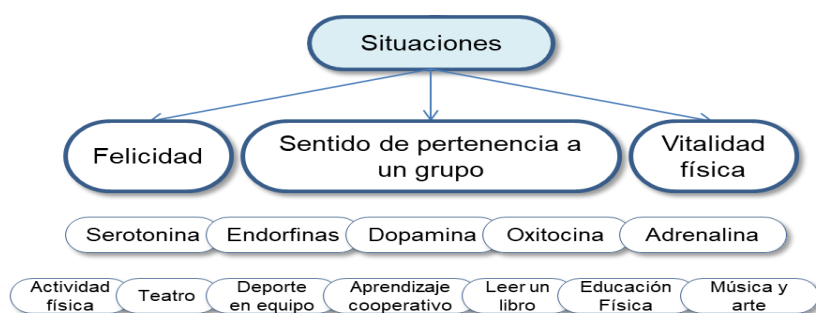 Situaciones
Felicidad
Sentido de pertenencia a
un grupo
Vitalidad
física
Serotonina
Endorfinas
Dopamina
Oxitocina
Adrenalina
Actividad
física
Teatro
Deporte
en equipo
Aprendizaje
cooperativo
Leer un
libro
Educación
Física
Música y
arte